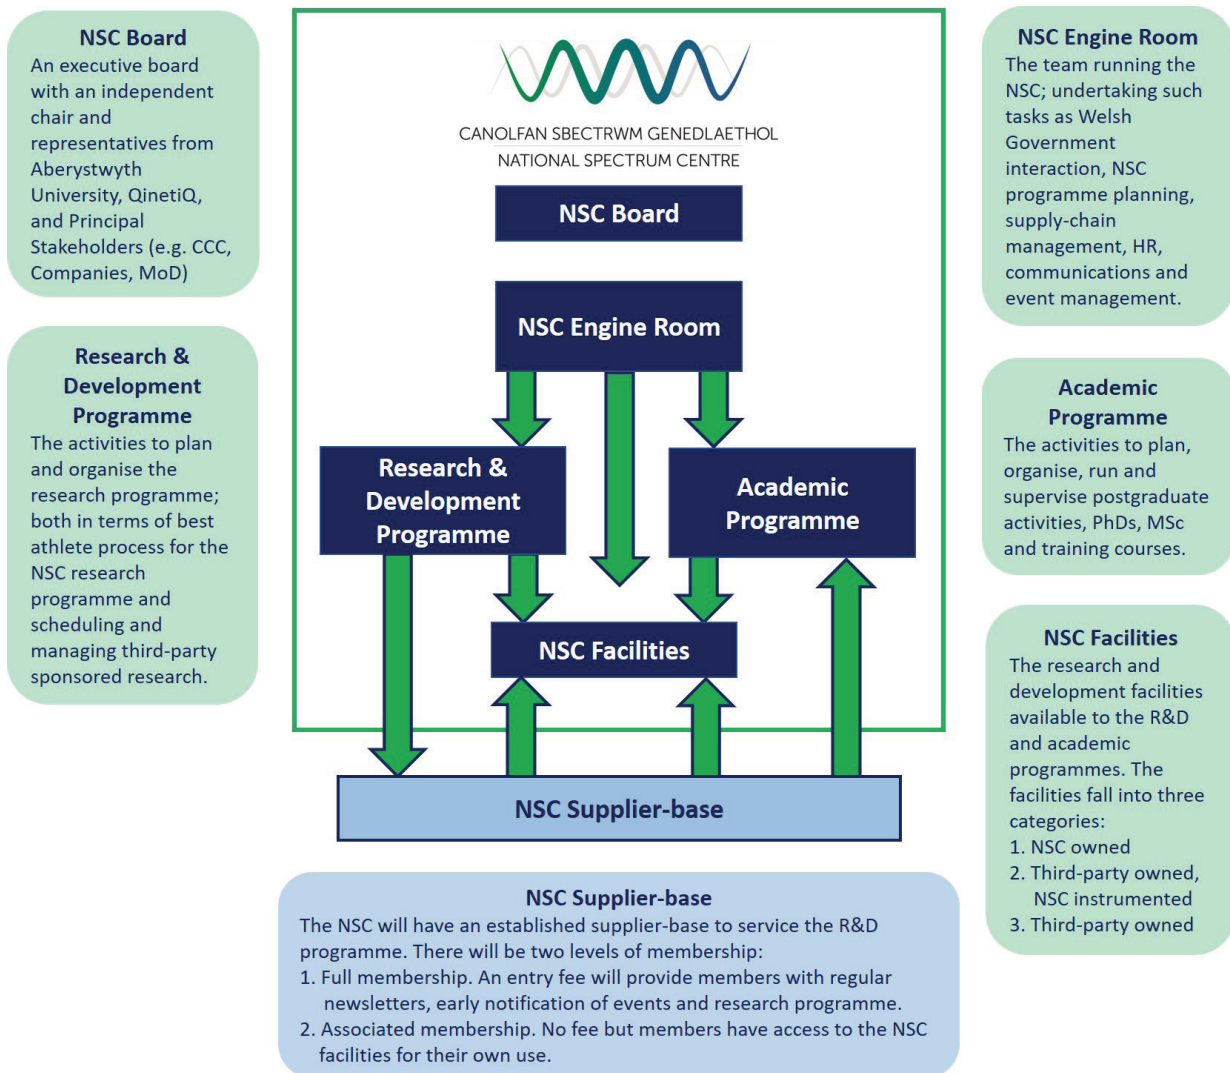 NSC Board
An executive board
with an independent
chair and
representatives from
Aberystwyth
University, QinetiQ,
and Principal
Stakeholders (e.g. CCC,
Companies, MoD)
Research &
Development
Programme
The activities to plan
and organise the
research programme;
both in terms of best
athlete process for the
NSC research
programme and
scheduling and
managing third-party
sponsored research.
CANOLFAN SBECTRWM GENEDLAETHOL
NATIONAL SPECTRUM CENTRE
NSC Board
NSC Engine Room
Research &
Development
Programme
Academic
Programme
NSC Facilities
NSC Supplier-base
NSC Engine Room
The team running the
NSC; undertaking such
tasks as Welsh
Government
interaction, NSC
programme planning,
supply-chain
management, HR,
communications and
event management.
Academic
Programme
The activities to plan,
organise, run and
supervise postgraduate
activities, PhDs, MSc
and training courses.
NSC Facilities
The research and
development facilities
available to the R&D
and academic
programmes. The
facilities fall into three
categories:
1. NSC owned
2. Third-party owned,
NSC instrumented
3. Third-party owned
NSC Supplier-base
The NSC will have an established supplier-base to service the R&D
programme. There will be two levels of membership:
1. Full membership. An entry fee will provide members with regular
newsletters, early notification of events and research programme.
2. Associated membership. No fee but members have access to the NSC
facilities for their own use.